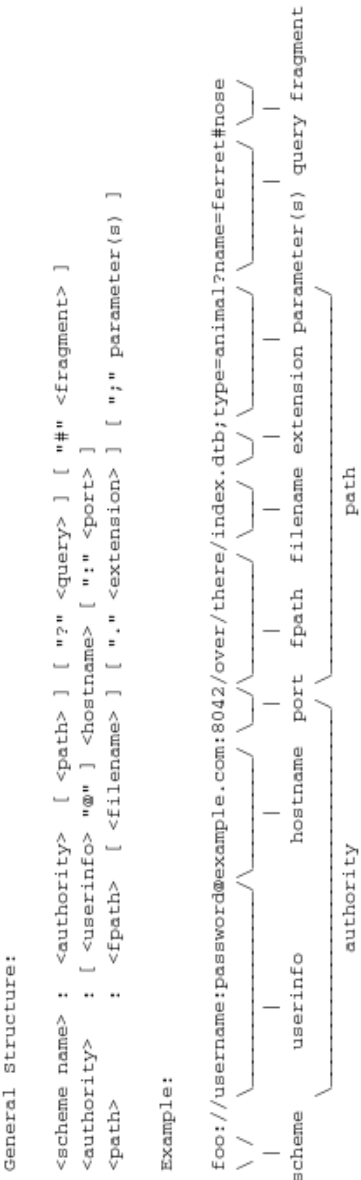 General Structure:
<scheme name> : <authority> [ <path> ] [ "?" <query> ] [ "#" <fragment> ]
<authority> : [ <userinfo> "@" ] <hostname> [ ":" <port> ]
<path> : <fpath> [ <filename> ] [ "." <extension> ] [ ";" parameter(s) ]
Example:
foo://username:password@example.com:8042/over/there/index.dtb;type=animal?name=ferret#nose
scheme userinfo hostname port fpath filename extension parameter(s) query fragment
authority path